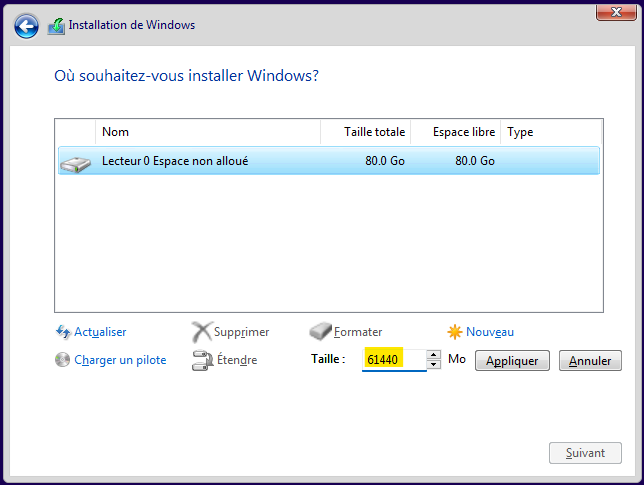 Installation de Windows
Où souhaitez-vous installer Windows?
Nom Taille totale Espace libre Type
Lecteur 0 Espace non alloué 80.0 Go 80.0 Go
Actualiser Supprimer Formater Nouveau
Charger un pilote Étendre Taille : 61440 Mo Appliquer Annuler
Suivant